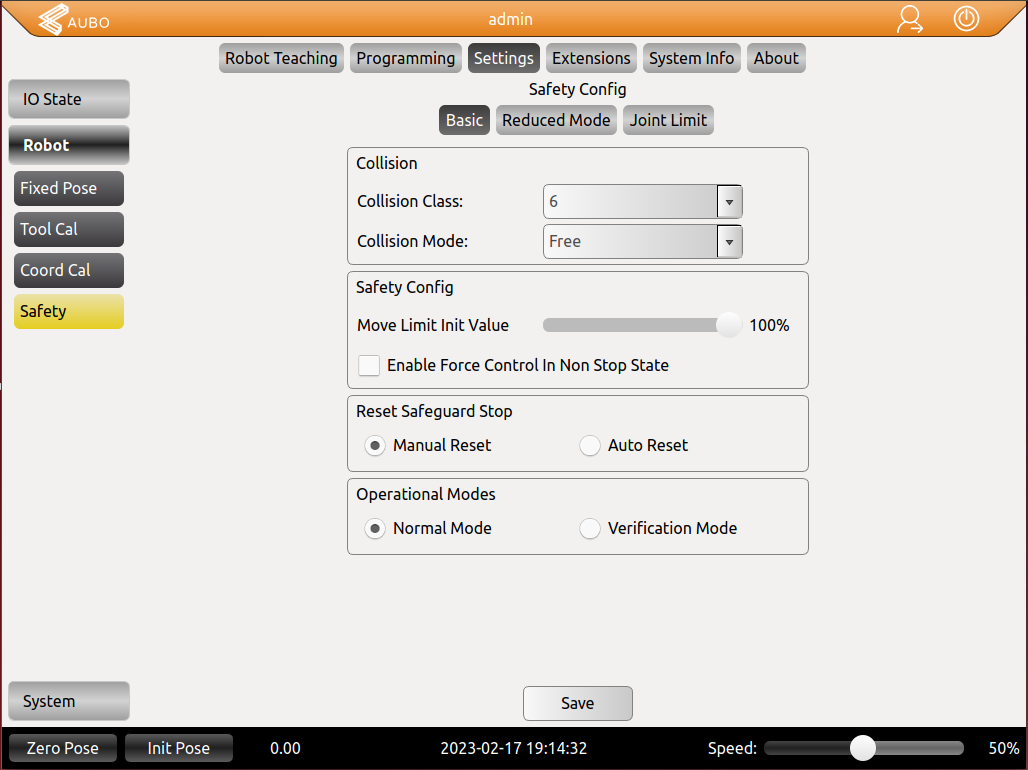 AUBO
admin
Robot Teaching Programming Settings Extensions System Info About
Safety Config
Basic Reduced Mode Joint Limit
IO State
Robot
Fixed Pose
Tool Cal
Coord Cal
Safety
Collision
Collision Class: 6
Collision Mode: Free
Safety Config
Move Limit Init Value 100%
Enable Force Control In Non Stop State
Reset Safeguard Stop
Manual Reset Auto Reset
Operational Modes
Normal Mode Verification Mode
System
Save
Zero Pose Init Pose 0.00 2023-02-17 19:14:32 Speed: 50%